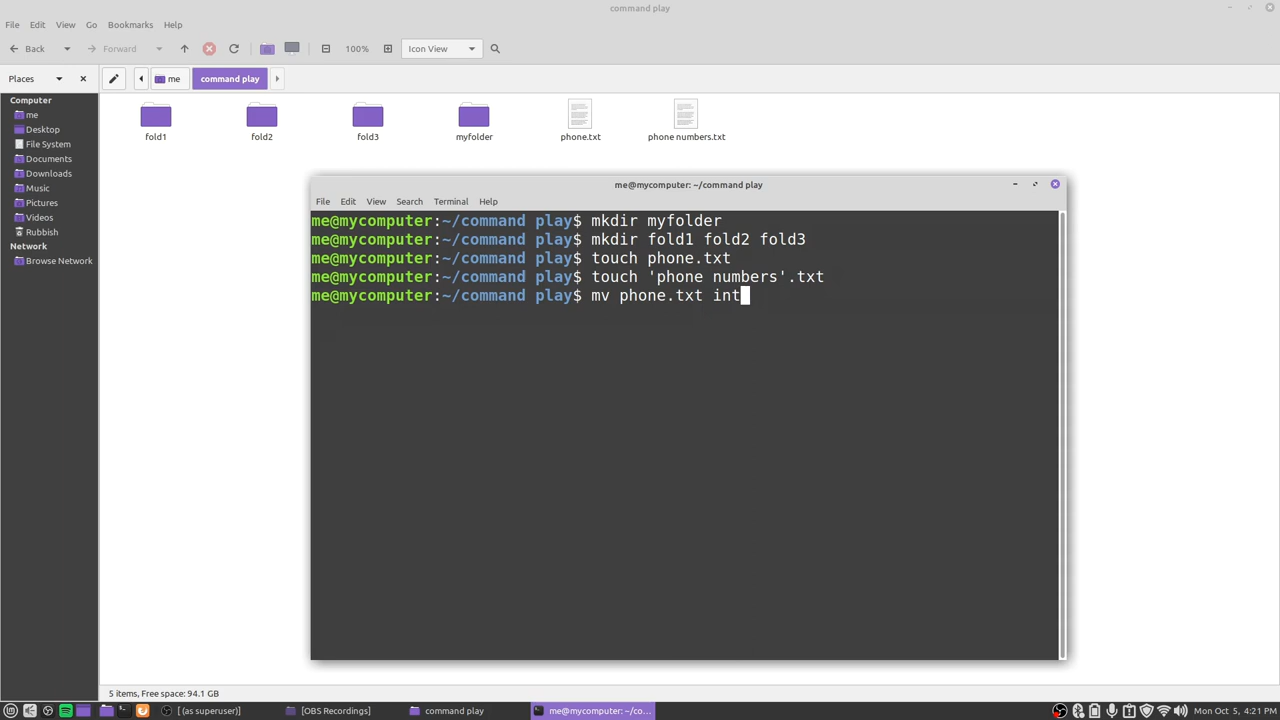 command play
File Edit View Go Bookmarks Help
Back Forward 100% Icon View
Places me command play
Computer
me
Desktop
File System
Documents
Downloads
Music
Pictures
Videos
Rubbish
Network
Browse Network
fold1 fold2 fold3 myfolder phone.txt phone numbers.txt
me@mycomputer: ~/command play
File Edit View Search Terminal Help
me@mycomputer:~/command play$ mkdir myfolder
me@mycomputer:~/command play$ mkdir fold1 fold2 fold3
me@mycomputer:~/command play$ touch phone.txt
me@mycomputer:~/command play$ touch 'phone numbers'.txt
me@mycomputer:~/command play$ mv phone.txt int
5 items, Free space: 94.1 GB
[ (as superuser)] [OBS Recordings] command play me@mycomputer: ~/co... Mon Oct 5, 4:21 PM